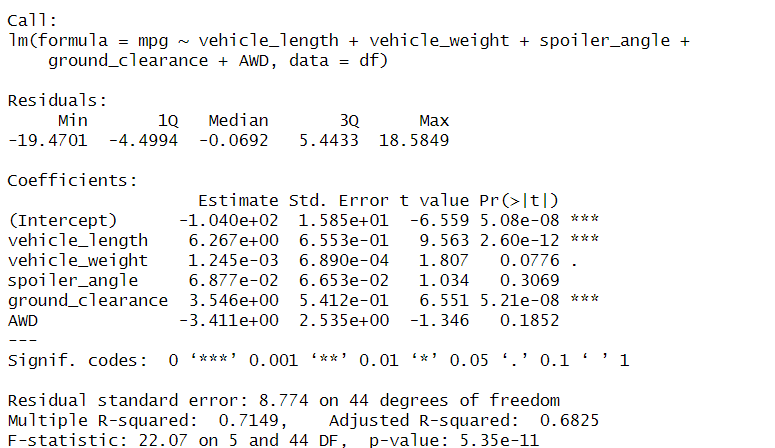 Call:
lm(formula = mpg ~ vehicle_length + vehicle_weight + spoiler_angle +
    ground_clearance + AWD, data = df)

Residuals:
     Min       1Q   Median       3Q      Max
-19.4701  -4.4994  -0.0692   5.4433  18.5849

Coefficients:
                   Estimate Std. Error t value Pr(>|t|)
(Intercept)      -1.040e+02  1.585e+01  -6.559 5.08e-08 ***
vehicle_length    6.267e+00  6.553e-01   9.563 2.60e-12 ***
vehicle_weight    1.245e-03  6.890e-04   1.807   0.0776 .
spoiler_angle     6.877e-02  6.653e-02   1.034   0.3069
ground_clearance  3.546e+00  5.412e-01   6.551 5.21e-08 ***
AWD              -3.411e+00  2.535e+00  -1.346   0.1852
---
Signif. codes:  0 ‘***’ 0.001 ‘**’ 0.01 ‘*’ 0.05 ‘.’ 0.1 ‘ ’ 1

Residual standard error: 8.774 on 44 degrees of freedom
Multiple R-squared:  0.7149,    Adjusted R-squared:  0.6825
F-statistic: 22.07 on 5 and 44 DF,  p-value: 5.35e-11